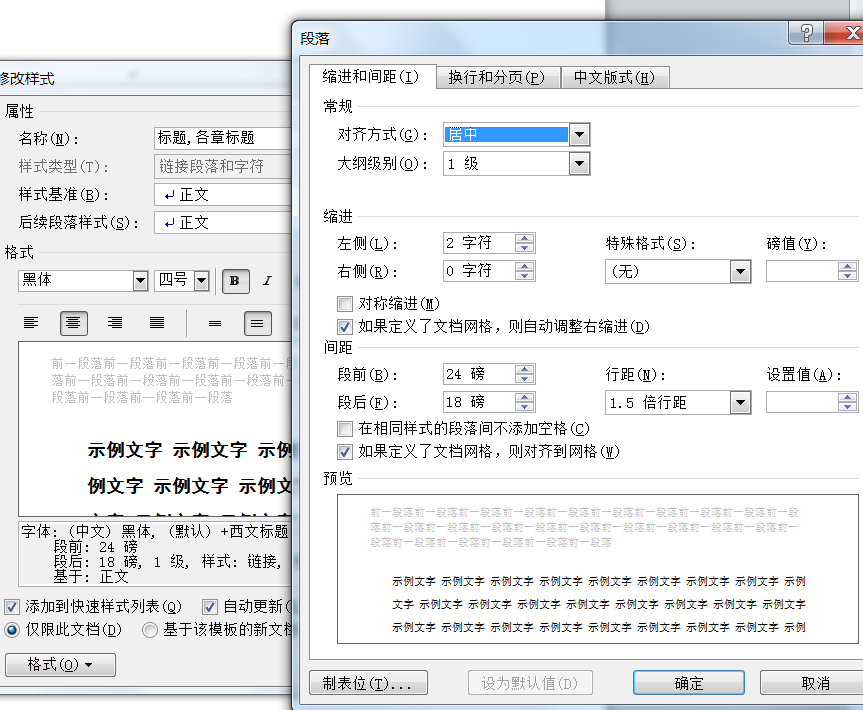 修改样式
属性
名称(N):
标题,各章标题
样式类型(T):
链接段落和字符
样式基准(B):
正文
后续段落样式(S):
正文
格式
黑体
四号
B
I
前一段落前一段落前一段落前一段落前一段
落前一段落前一段落前一段落前一段落前一
段落前一段落前一段落前一段落
示例文字 示例文字 示例
例文字 示例文字 示例文
字体: (中文) 黑体, (默认) +西文标题
段前: 24 磅
段后: 18 磅, 1 级, 样式: 链接,
基于: 正文
添加到快速样式列表(Q)
自动更新(
仅限此文档(D)
基于该模板的新文档
格式(O)
段落
缩进和间距(I)
换行和分页(P)
中文版式(H)
常规
对齐方式(G):
居中
大纲级别(O):
1 级
缩进
左侧(L):
2 字符
特殊格式(S):
磅值(Y):
右侧(R):
0 字符
(无)
对称缩进(M)
如果定义了文档网格，则自动调整右缩进(D)
间距
段前(B):
24 磅
行距(N):
设置值(A):
段后(F):
18 磅
1.5 倍行距
在相同样式的段落间不添加空格(C)
如果定义了文档网格，则对齐到网格(W)
预览
前一段落前一段落前一段落前一段落前一段落前一段落前一段落前一段落前一段落前一段
落前一段落前一段落前一段落前一段落前一段落前一段落前一段落前一段落前一段落前一
段落前一段落前一段落前一段落前一段落前一段落
示例文字 示例文字 示例文字 示例文字 示例文字 示例文字 示例文字 示例文字 示例
文字 示例文字 示例文字 示例文字 示例文字 示例文字 示例文字 示例文字 示例文字
示例文字 示例文字 示例文字 示例文字 示例文字 示例文字 示例文字 示例文字 示例
制表位(T)...
设为默认值(D)
确定
取消